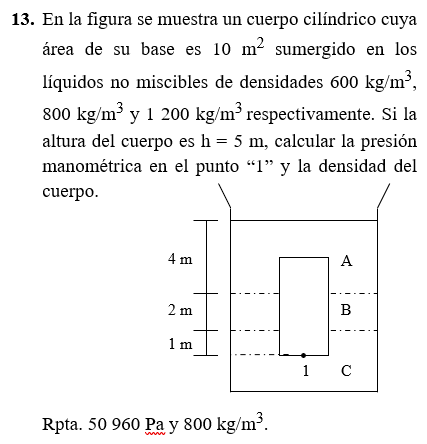 13. En la figura se muestra un cuerpo cilíndrico cuya
área de su base es 10 m² sumergido en los
líquidos no miscibles de densidades 600 kg/m³,
800 kg/m³ y 1 200 kg/m³ respectivamente. Si la
altura del cuerpo es h = 5 m, calcular la presión
manométrica en el punto “1” y la densidad del
cuerpo.
4 m
A
2 m
B
1 m
1
C
Rpta. 50 960 Pa y 800 kg/m³.